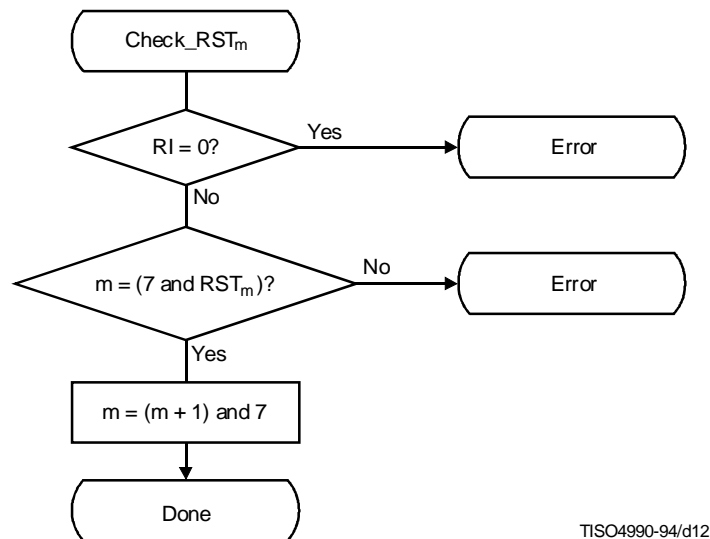 Check_RSTm
RI = 0?
Yes
Error
No
m = (7 and RSTm)?
No
Error
Yes
m = (m + 1) and 7
Done
TISO4990-94/d12